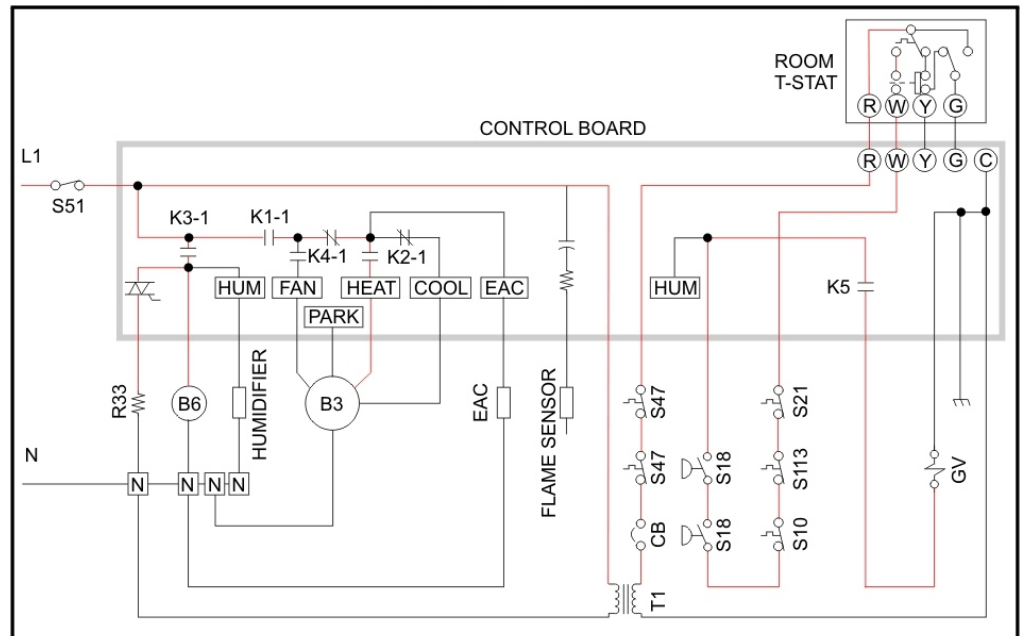 ROOM
T-STAT
R W Y G
CONTROL BOARD
R W Y G C
L1
S51
K3-1
K1-1
K4-1
K2-1
HUM
FAN
HEAT
COOL
EAC
HUM
K5
PARK
R33
B6
HUMIDIFIER
B3
EAC
FLAME SENSOR
S47
S21
N
S47
S18
S113
GV
N
N
N
N
CB
S18
S10
T1